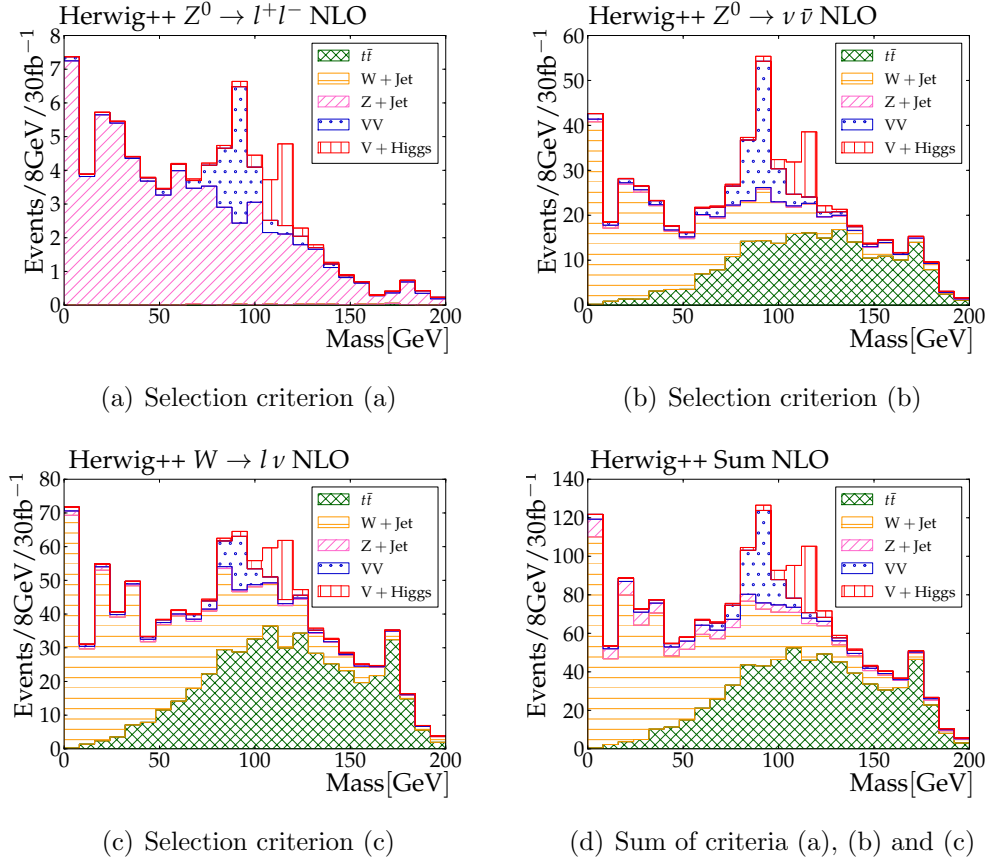 Herwig++ Z⁰ → l⁺l⁻ NLO
Events/8GeV/30fb⁻¹
8
7
6
5
4
3
2
1
0
tt̄
W + Jet
Z + Jet
VV
V + Higgs
0 50 100 150 200
Mass[GeV]
(a) Selection criterion (a)
Herwig++ Z⁰ → ν ν̄ NLO
Events/8GeV/30fb⁻¹
60
50
40
30
20
10
0
tt̄
W + Jet
Z + Jet
VV
V + Higgs
0 50 100 150 200
Mass[GeV]
(b) Selection criterion (b)
Herwig++ W → l ν NLO
Events/8GeV/30fb⁻¹
80
70
60
50
40
30
20
10
0
tt̄
W + Jet
Z + Jet
VV
V + Higgs
0 50 100 150 200
Mass[GeV]
(c) Selection criterion (c)
Herwig++ Sum NLO
Events/8GeV/30fb⁻¹
140
120
100
80
60
40
20
0
tt̄
W + Jet
Z + Jet
VV
V + Higgs
0 50 100 150 200
Mass[GeV]
(d) Sum of criteria (a), (b) and (c)